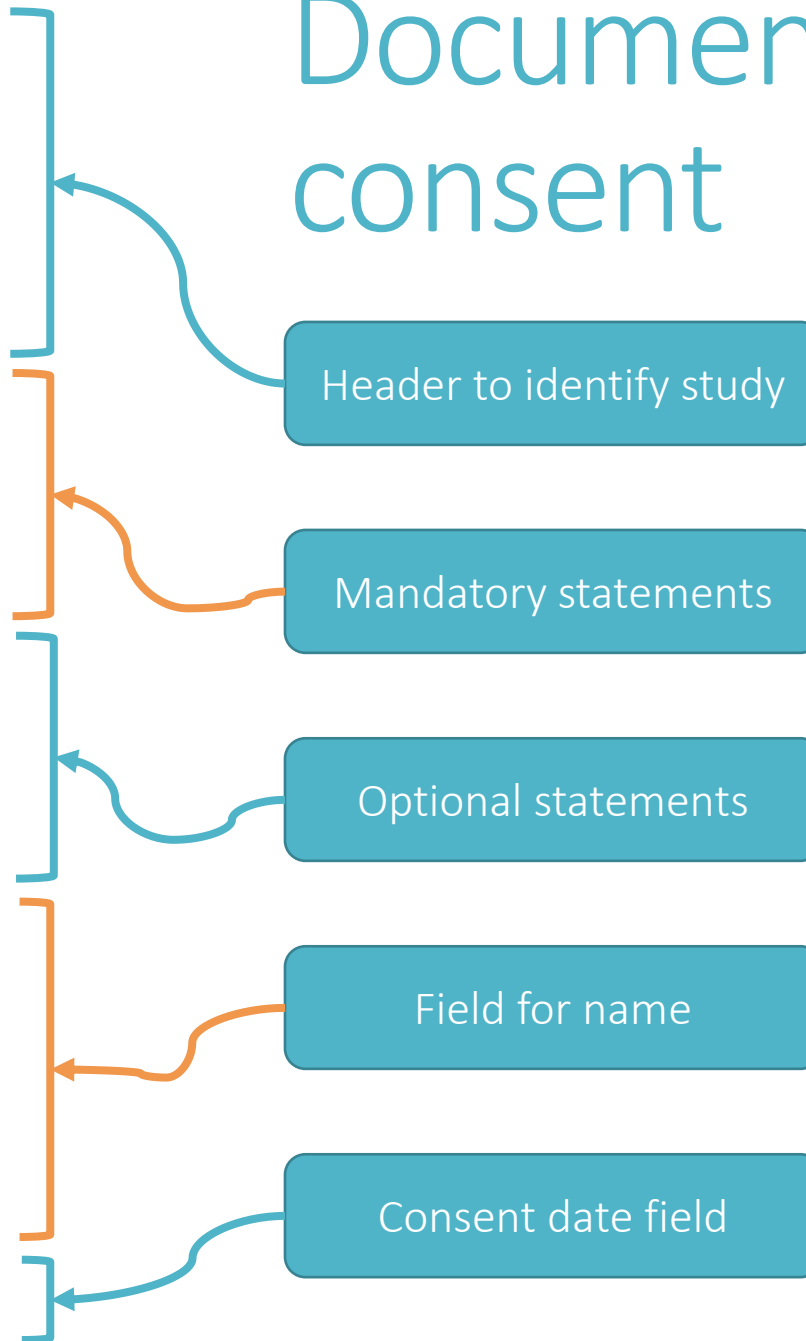 Documen
consent
Header to identify study
Mandatory statements
Optional statements
Field for name
Consent date field